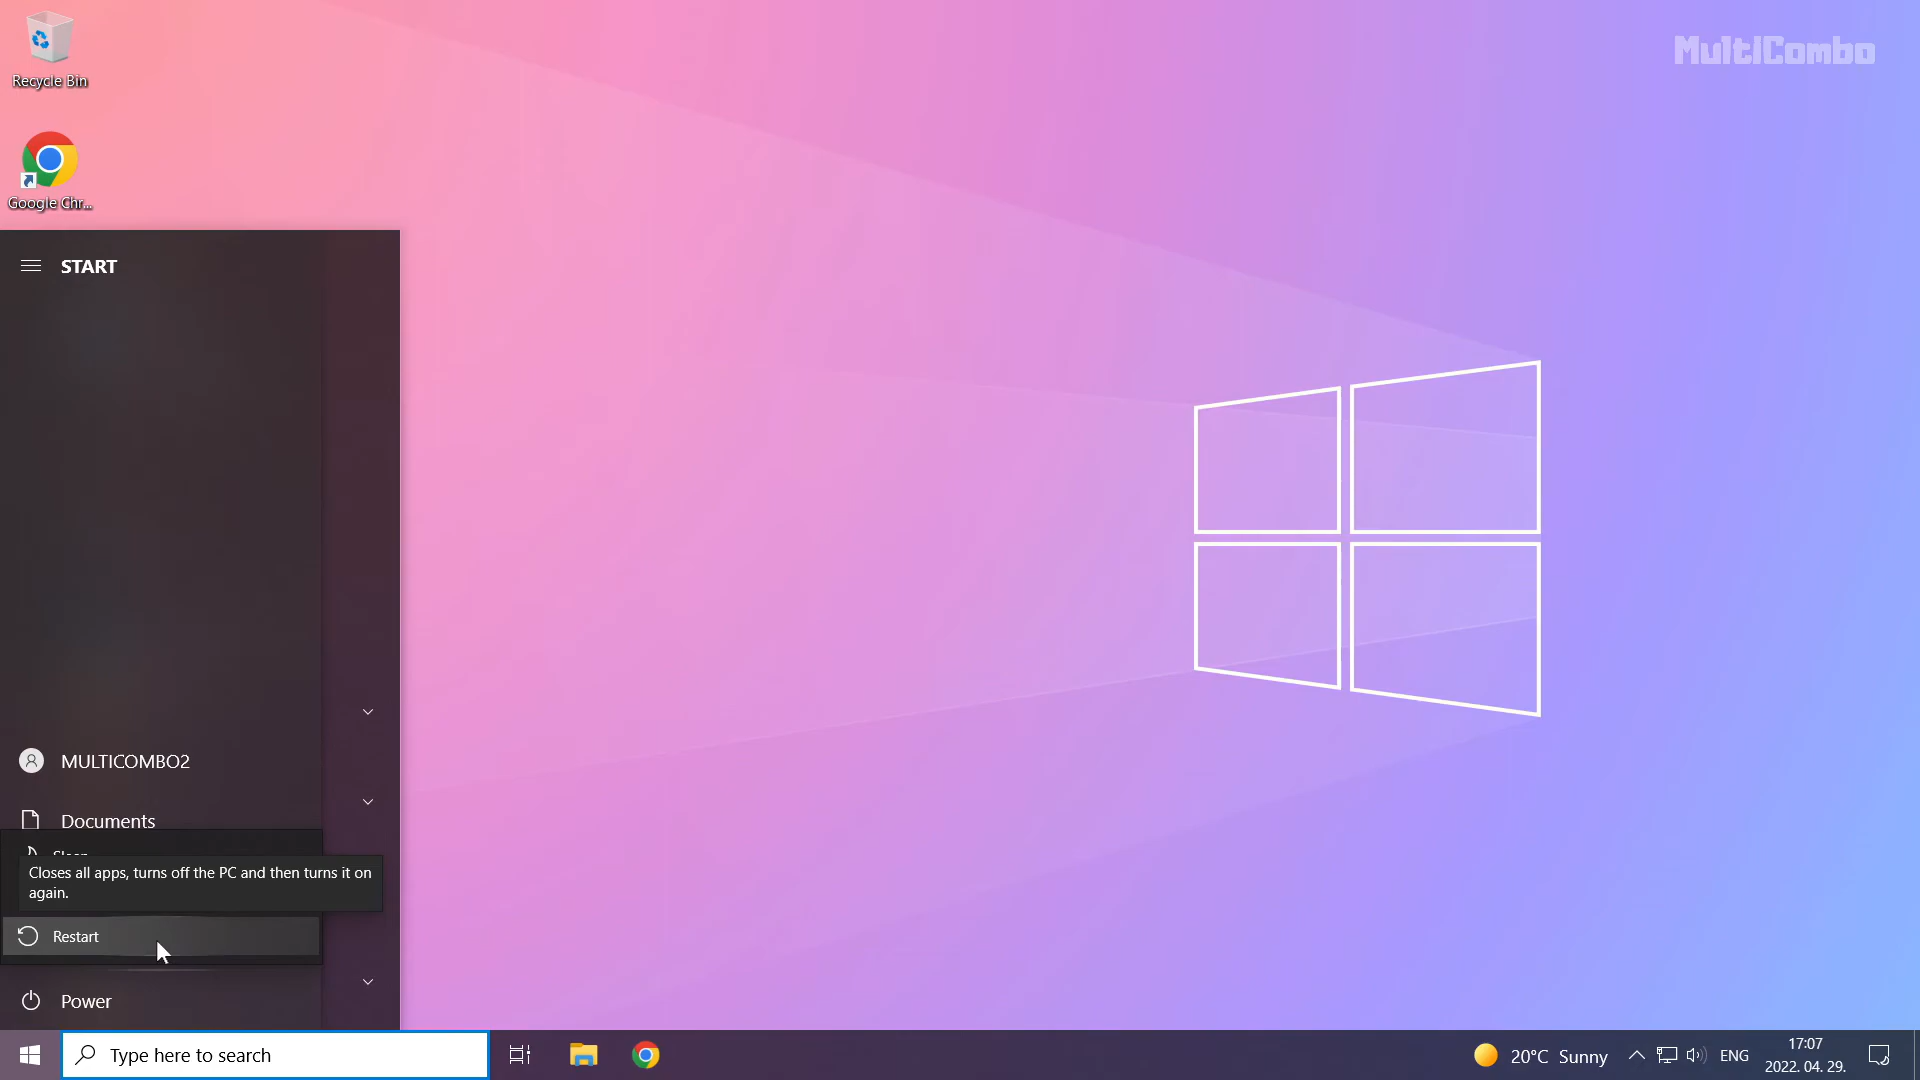 Recycle Bin
MultiCombo
Google Chr...
START
MULTICOMBO2
Documents
Closes all apps, turns off the PC and then turns it on
again.
Restart
Power
Type here to search
20°C Sunny
ENG
17:07
2022. 04. 29.